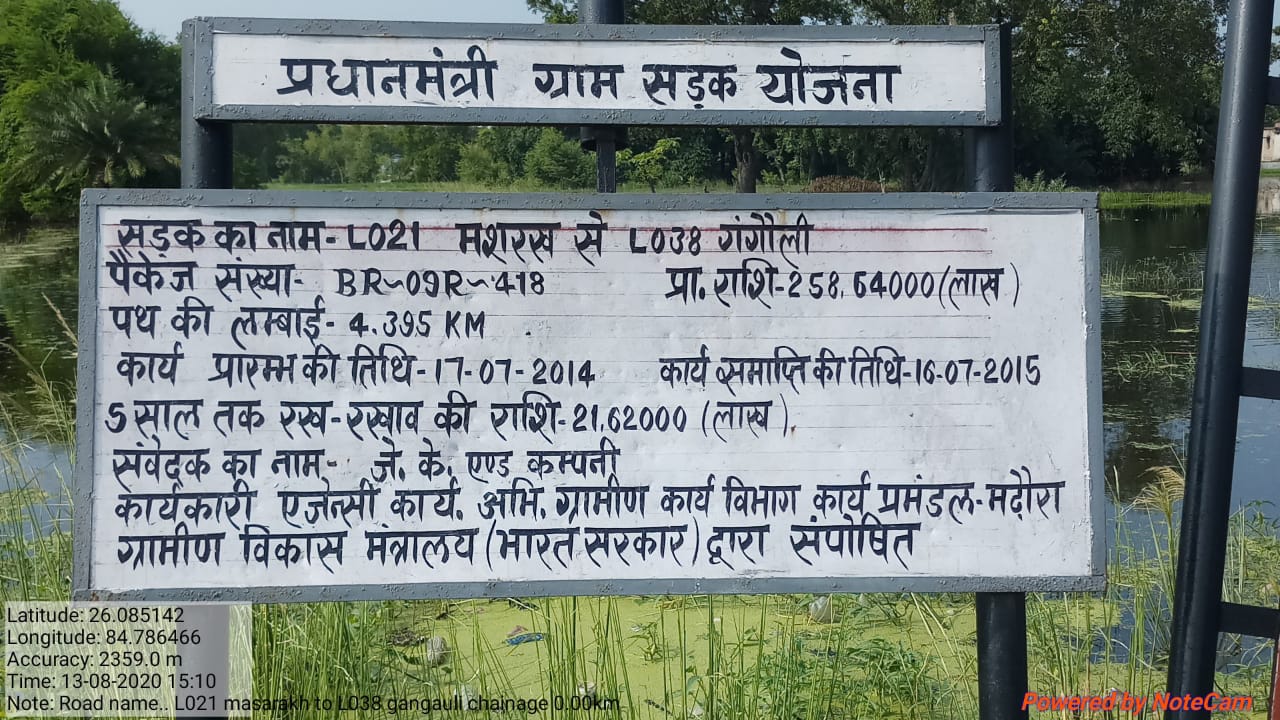 प्रधानमंत्री ग्राम सड़क योजना
सड़क का नाम- L021 मशरख से L038 गंगौली
पैकेज संख्या- BR-09R-418 प्रा. राशि-258.64000(लाख)
पथ की लम्बाई- 4.395 KM
कार्य प्रारम्भ की तिथि-17-07-2014 कार्य समाप्ति की तिथि-16-07-2015
5 साल तक रख-रखाव की राशि-21.62000 (लाख).
संवेदक का नाम- जे. के. एण्ड कम्पनी
कार्यकारी एजेन्सी कार्य. अभि. ग्रामीण कार्य विभाग कार्य प्रमंडल-मढ़ौरा
ग्रामीण विकास मंत्रालय (भारत सरकार) द्वारा संपोषित
Latitude: 26.085142
Longitude: 84.786466
Accuracy: 2359.0 m
Time: 13-08-2020 15:10
Note: Road name.. L021 masarakh to L038 gangauli chainage 0.00km
Powered by NoteCam